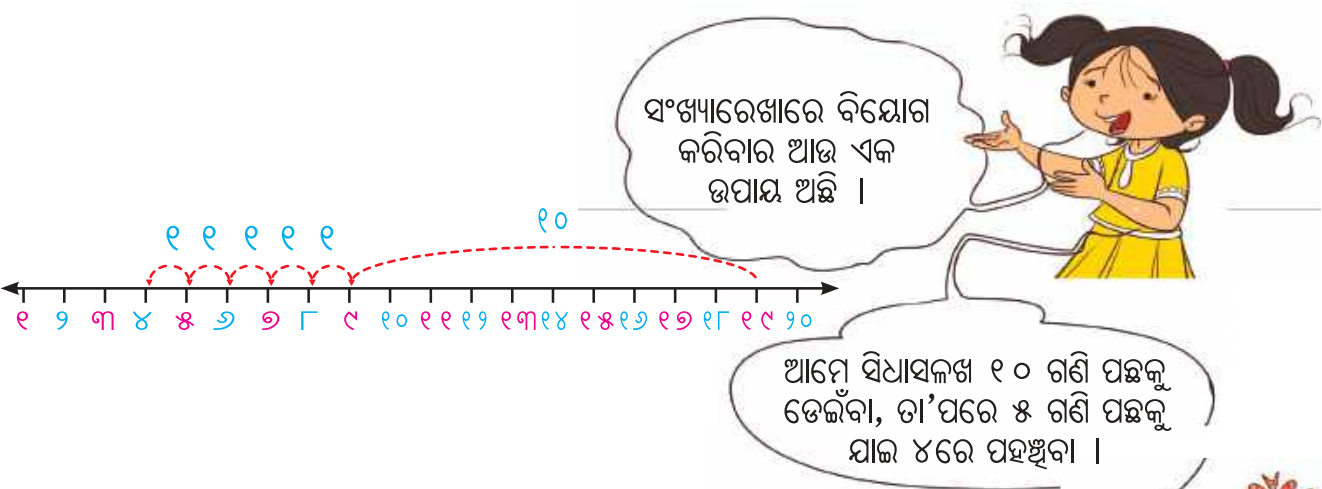 ସଂଖ୍ୟାରେଖାରେ ବିୟୋଗ
କରିବାର ଆଉ ଏକ
ଉପାୟ ଅଛି ।
୧ ୧ ୧ ୧ ୧ ୧୦
୧ ୨ ୩ ୪ ୫ ୬ ୭ ୮ ୯ ୧୦ ୧୧ ୧୨ ୧୩ ୧୪ ୧୫ ୧୬ ୧୭ ୧୮ ୧୯ ୨୦
ଆମେ ସିଧାସଳଖ ୧୦ ଗଣି ପଛକୁ
ଡେଇଁବା, ତା’ପରେ ୫ ଗଣି ପଛକୁ
ଯାଇ ୪ରେ ପହଞ୍ଚିବା ।